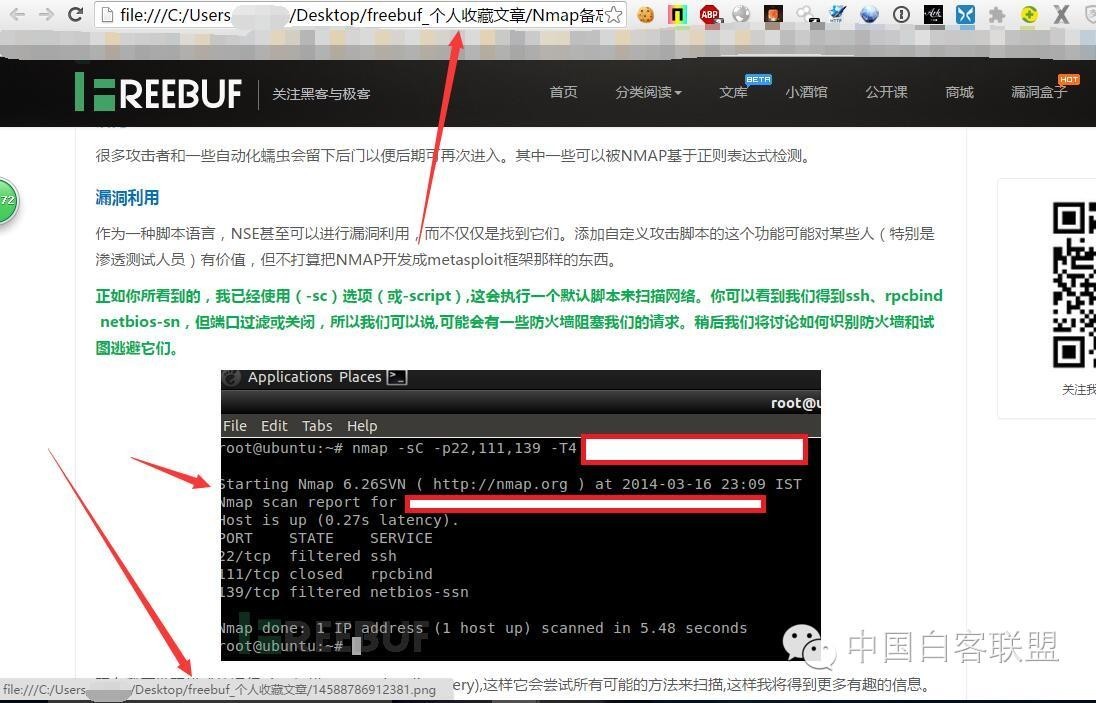 file:///C:/Users /Desktop/freebuf_个人收藏文章/Nmap备忘
ABP
FREEBUF
关注黑客与极客
首页
分类阅读
文库
BETA
小酒馆
公开课
商城
漏洞盒子
HOT
很多攻击者和一些自动化蠕虫会留下后门以便后期可再次进入。其中一些可以被NMAP基于正则表达式检测。
72
漏洞利用
作为一种脚本语言，NSE甚至可以进行漏洞利用，而不仅仅是找到它们。添加自定义攻击脚本的这个功能可能对某些人（特别是
渗透测试人员）有价值，但不打算把NMAP开发成metasploit框架那样的东西。
正如你所看到的，我已经使用（-sc）选项（或-script）,这会执行一个默认脚本来扫描网络。你可以看到我们得到ssh、rpcbind
netbios-sn，但端口过滤或关闭，所以我们可以说,可能会有一些防火墙阻塞我们的请求。稍后我们将讨论如何识别防火墙和试
图逃避它们。
关注我
Applications Places
root@u
File Edit Tabs Help
root@ubuntu:~# nmap -sC -p22,111,139 -T4
Starting Nmap 6.26SVN ( http://nmap.org ) at 2014-03-16 23:09 IST
Nmap scan report for
Host is up (0.27s latency).
PORT STATE SERVICE
22/tcp filtered ssh
111/tcp closed rpcbind
139/tcp filtered netbios-ssn
Nmap done: 1 IP address (1 host up) scanned in 5.48 seconds
root@ubuntu:~#
FREEBUF
中国白客联盟
ery),这样它会尝试所有可能的方法来扫描,这样我将得到更多有趣的信息。
file:///C:/Users /Desktop/freebuf_个人收藏文章/14588786912381.png